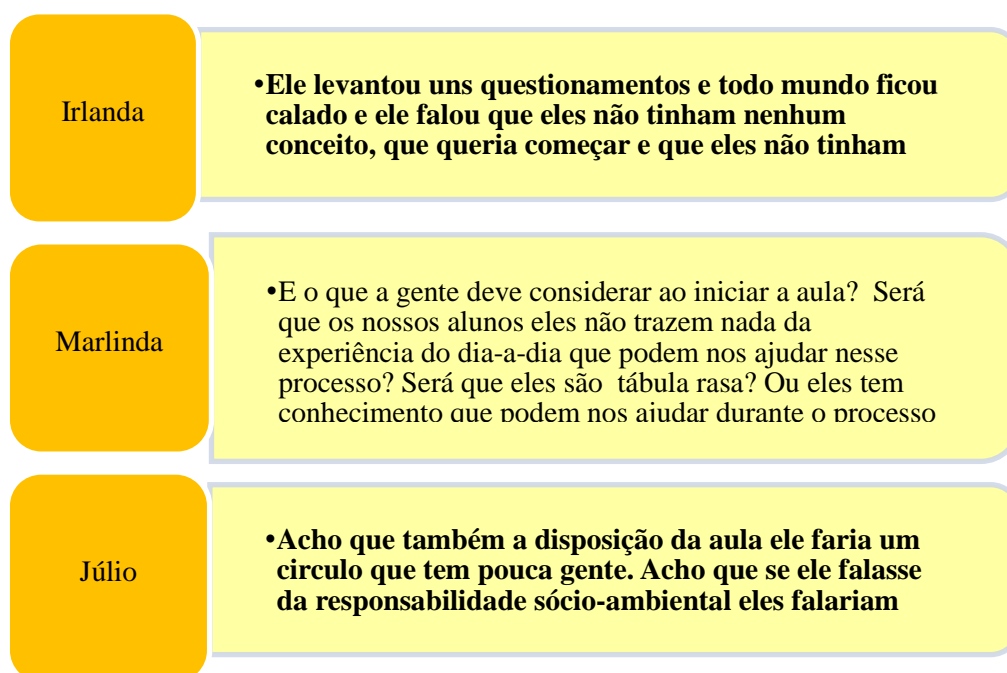 Irlanda
•Ele levantou uns questionamentos e todo mundo ficou
calado e ele falou que eles não tinham nenhum
conceito, que queria começar e que eles não tinham
Marlinda
•E o que a gente deve considerar ao iniciar a aula?  Será
que os nossos alunos eles não trazem nada da
experiência do dia-a-dia que podem nos ajudar nesse
processo? Será que eles são  tábula rasa? Ou eles tem
conhecimento que podem nos ajudar durante o processo
Júlio
•Acho que também a disposição da aula ele faria um
circulo que tem pouca gente. Acho que se ele falasse
da responsabilidade sócio-ambiental eles falariam